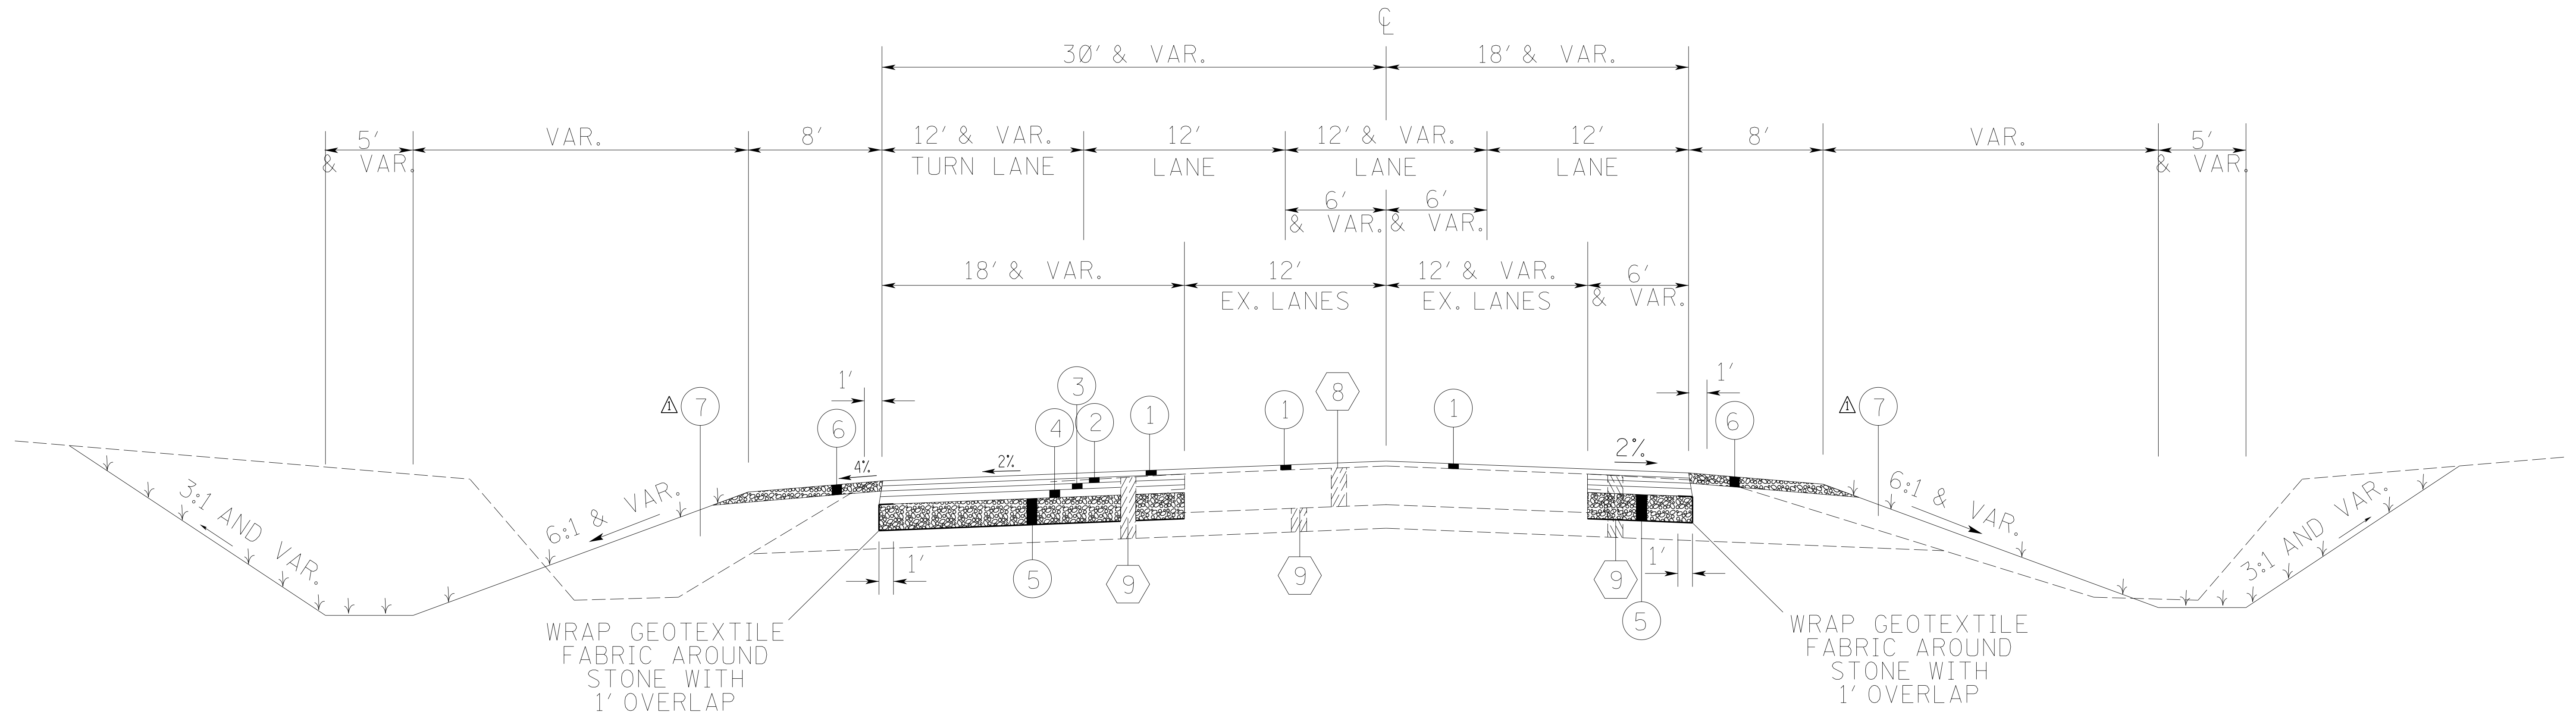 ℄
30' & VAR.
18' & VAR.
5'
& VAR.
VAR.
8'
12' & VAR.
TURN LANE
12'
LANE
12' & VAR.
LANE
12'
LANE
8'
VAR.
5'
& VAR.
6'
& VAR.
6'
& VAR.
18' & VAR.
12'
EX. LANES
12' & VAR.
EX. LANES
6'
& VAR.
1'
1'
1
7
6
4
3
2
1
1
8
1
6
1
7
4%
2%
2%
3:1 AND VAR.
6:1 & VAR.
6:1 & VAR.
3:1 AND VAR.
1'
5
9
9
9
1'
5
WRAP GEOTEXTILE
FABRIC AROUND
STONE WITH
1' OVERLAP
WRAP GEOTEXTILE
FABRIC AROUND
STONE WITH
1' OVERLAP